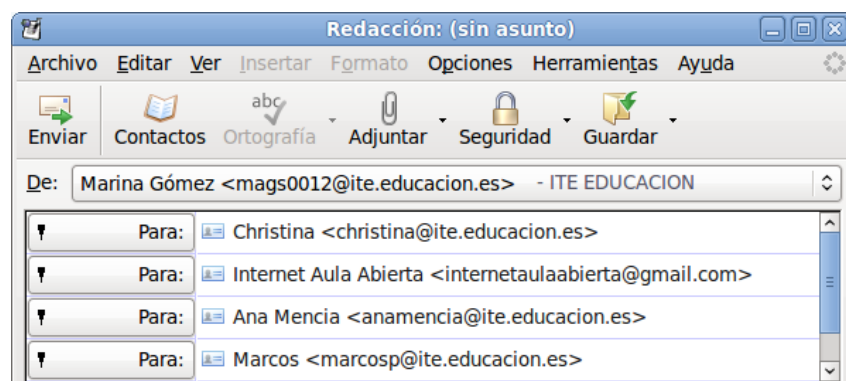 Redacción: (sin asunto)
Archivo Editar Ver Insertar Formato Opciones Herramientas Ayuda
abc
Enviar Contactos Ortografía Adjuntar Seguridad Guardar
De: Marina Gómez <mags0012@ite.educacion.es> - ITE EDUCACION
Para: Christina <christina@ite.educacion.es>
Para: Internet Aula Abierta <internetaulaabierta@gmail.com>
Para: Ana Mencia <anamencia@ite.educacion.es>
Para: Marcos <marcosp@ite.educacion.es>